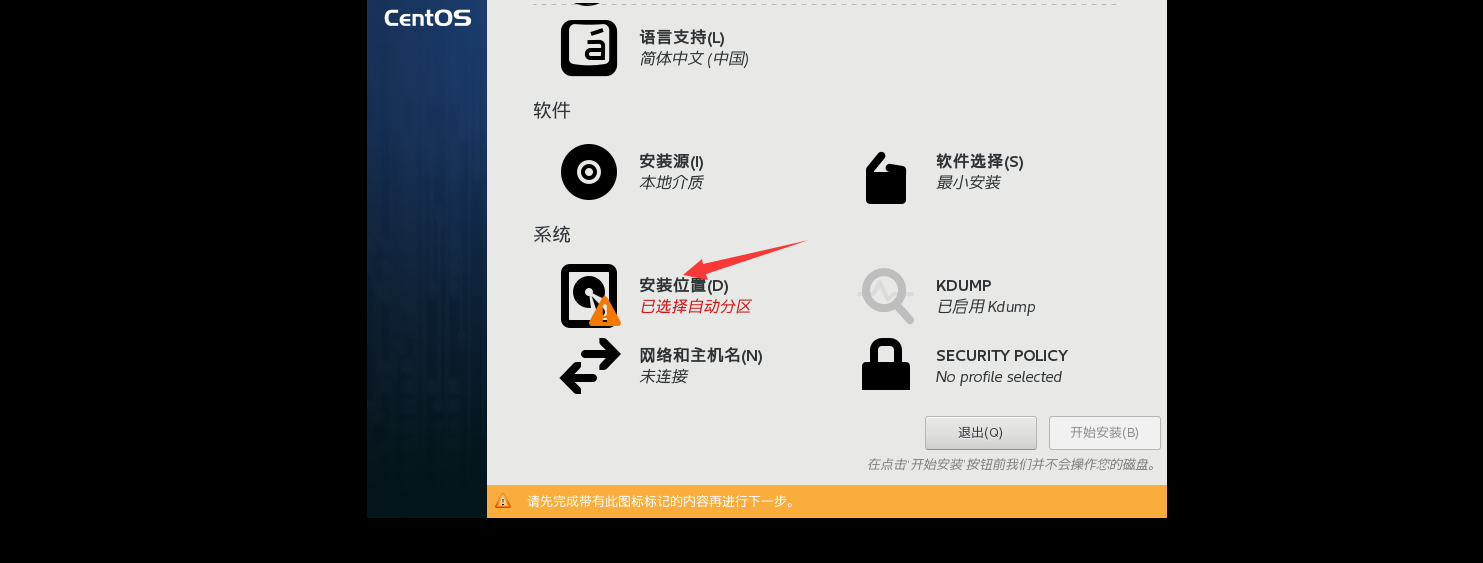 CentOS
语言支持(L)
简体中文 (中国)
软件
安装源(I)
本地介质
软件选择(S)
最小安装
系统
安装位置(D)
已选择自动分区
KDUMP
已启用 Kdump
网络和主机名(N)
未连接
SECURITY POLICY
No profile selected
退出(Q)
开始安装(B)
在点击'开始安装'按钮前我们并不会操作您的磁盘。
请先完成带有此图标标记的内容再进行下一步。